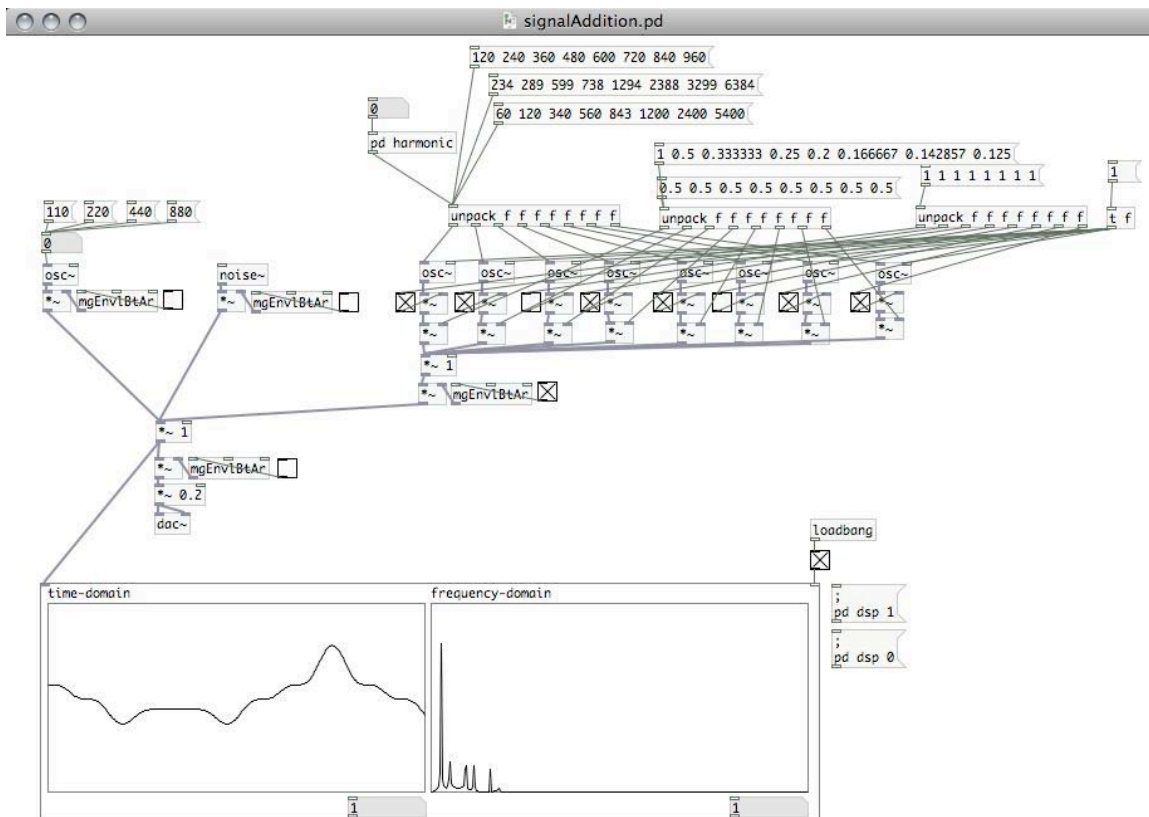 signalAddition.pd
120 240 360 480 600 720 840 960
234 289 599 738 1294 2388 3299 6384
0
60 120 340 560 843 1200 2400 5400
pd harmonic
1 0.5 0.333333 0.25 0.2 0.166667 0.142857 0.125
1
1 1 1 1 1 1 1 1
0.5 0.5 0.5 0.5 0.5 0.5 0.5 0.5
110 220 440 880
unpack f f f f f f f f
unpack f f f f f f f f
unpack f f f f f f f f
t f
0
osc~
noise~
osc~ osc~ osc~ osc~ osc~ osc~ osc~ osc~
*~ mgEnvlBtAr
*~ mgEnvlBtAr
*~ *~ *~ *~ *~ *~ *~ *~
*~ *~ *~ *~ *~ *~ *~ *~
*~ 1
*~ mgEnvlBtAr
*~ 1
*~ mgEnvlBtAr
*~ 0.2
dac~
loadbang
time-domain
frequency-domain
;
pd dsp 1
;
pd dsp 0
1
1